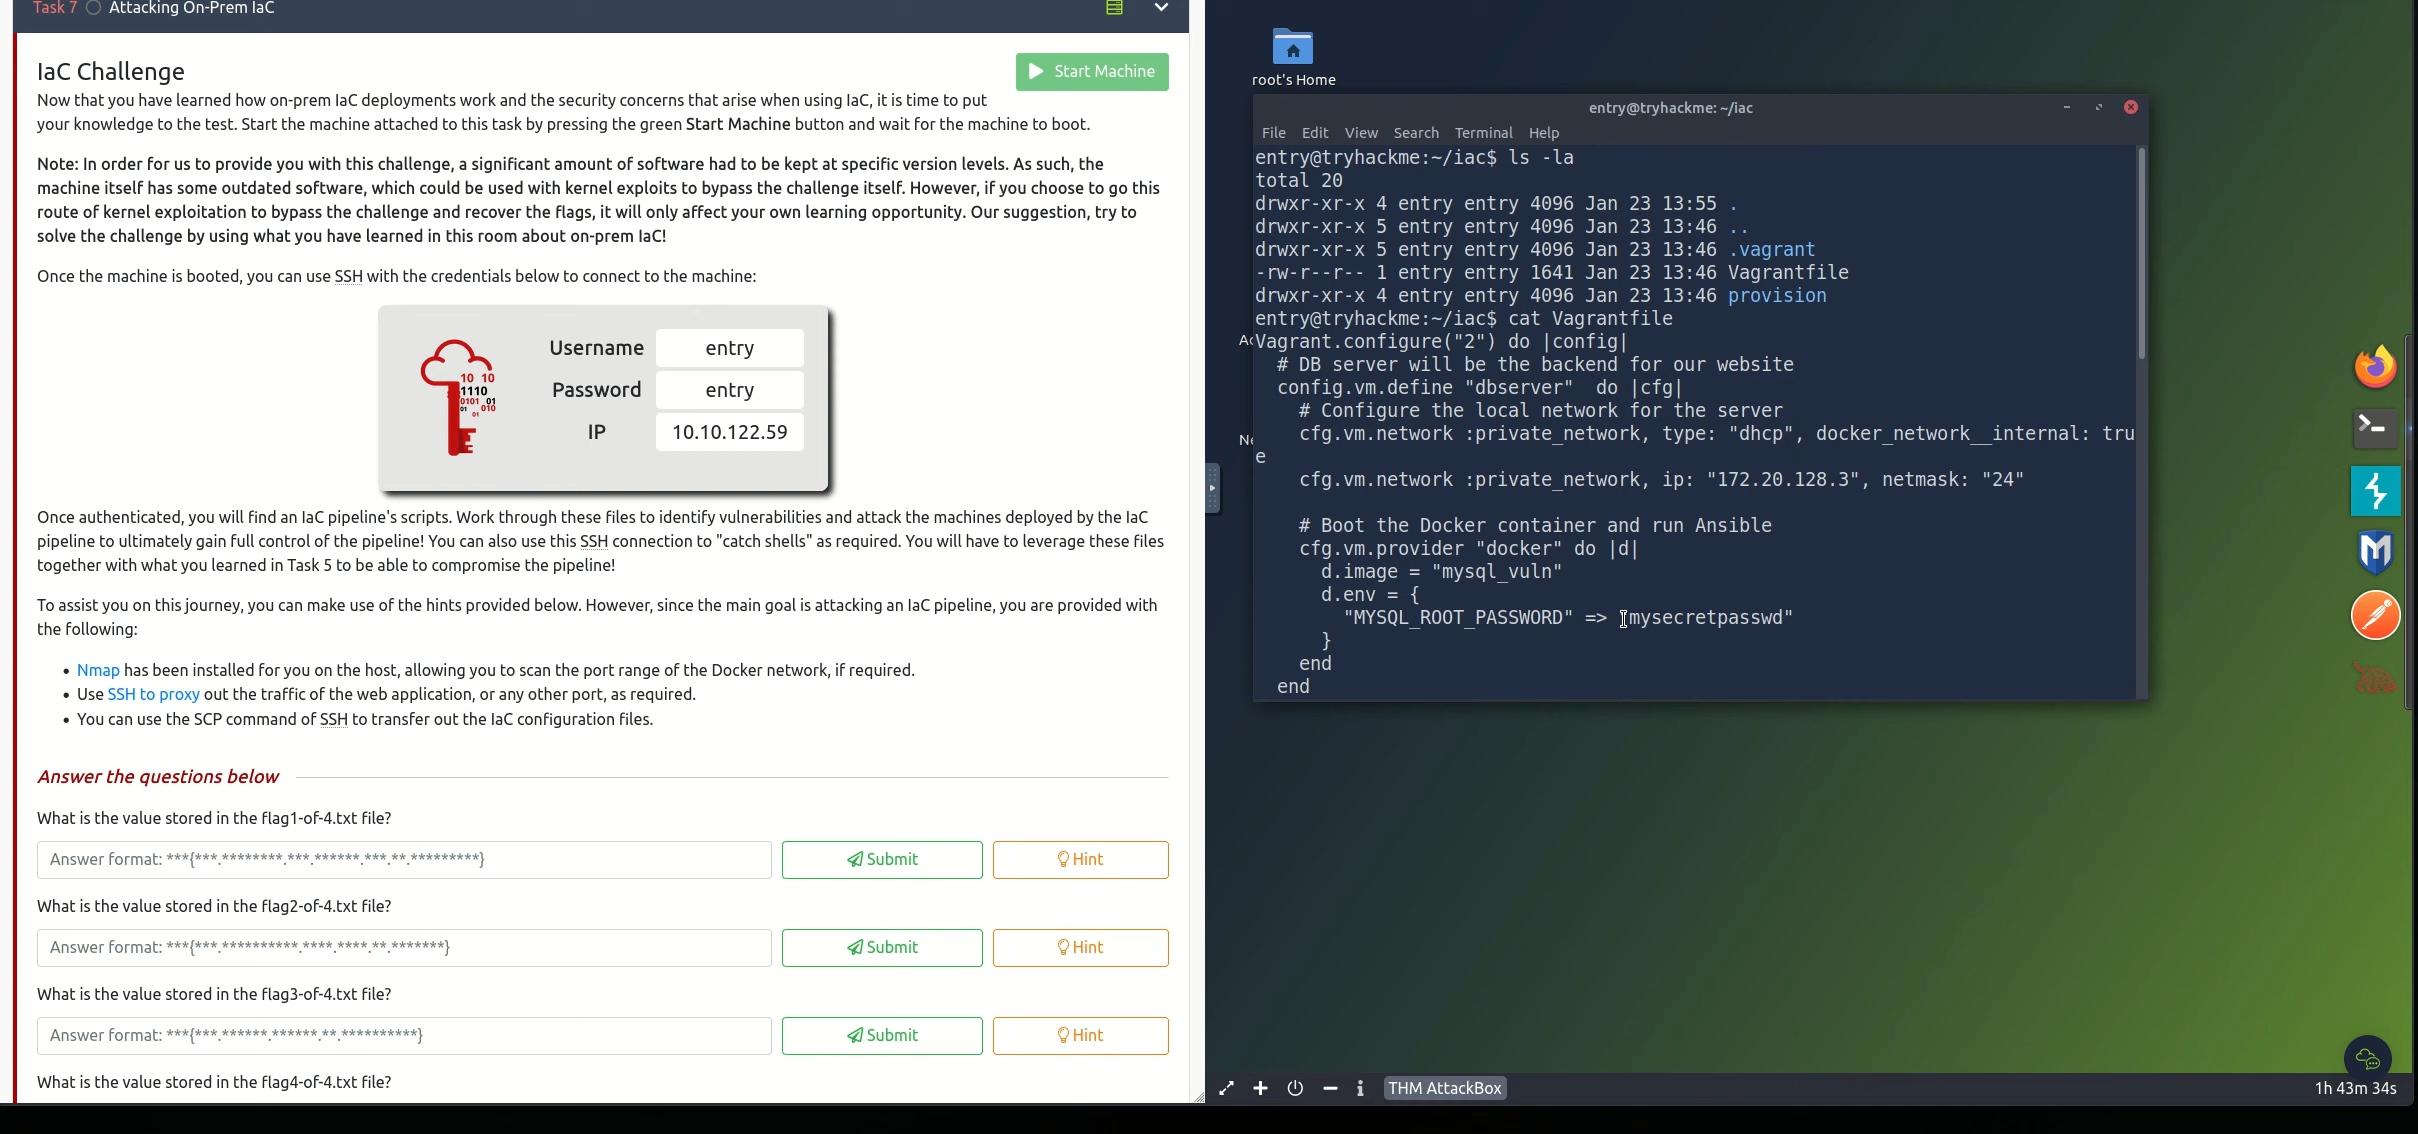 Task 7 Attacking On-Prem IaC
IaC Challenge
Start Machine
Now that you have learned how on-prem IaC deployments work and the security concerns that arise when using IaC, it is time to put
your knowledge to the test. Start the machine attached to this task by pressing the green Start Machine button and wait for the machine to boot.
Note: In order for us to provide you with this challenge, a significant amount of software had to be kept at specific version levels. As such, the
machine itself has some outdated software, which could be used with kernel exploits to bypass the challenge itself. However, if you choose to go this
route of kernel exploitation to bypass the challenge and recover the flags, it will only affect your own learning opportunity. Our suggestion, try to
solve the challenge by using what you have learned in this room about on-prem IaC!
Once the machine is booted, you can use SSH with the credentials below to connect to the machine:
10 10
1110
0101 01
01 010
01
Username entry
Password entry
IP 10.10.122.59
Once authenticated, you will find an IaC pipeline's scripts. Work through these files to identify vulnerabilities and attack the machines deployed by the IaC
pipeline to ultimately gain full control of the pipeline! You can also use this SSH connection to "catch shells" as required. You will have to leverage these files
together with what you learned in Task 5 to be able to compromise the pipeline!
To assist you on this journey, you can make use of the hints provided below. However, since the main goal is attacking an IaC pipeline, you are provided with
the following:
• Nmap has been installed for you on the host, allowing you to scan the port range of the Docker network, if required.
• Use SSH to proxy out the traffic of the web application, or any other port, as required.
• You can use the SCP command of SSH to transfer out the IaC configuration files.
Answer the questions below
What is the value stored in the flag1-of-4.txt file?
Answer format: ***{***.********.***.******.***.**.*********}
Submit
Hint
What is the value stored in the flag2-of-4.txt file?
Answer format: ***{***.**********.****.****.**.*******}
Submit
Hint
What is the value stored in the flag3-of-4.txt file?
Answer format: ***{***.******.******.**.**********}
Submit
Hint
What is the value stored in the flag4-of-4.txt file?
root's Home
entry@tryhackme: ~/iac
File Edit View Search Terminal Help
entry@tryhackme:~/iac$ ls -la
total 20
drwxr-xr-x 4 entry entry 4096 Jan 23 13:55 .
drwxr-xr-x 5 entry entry 4096 Jan 23 13:46 ..
drwxr-xr-x 5 entry entry 4096 Jan 23 13:46 .vagrant
-rw-r--r-- 1 entry entry 1641 Jan 23 13:46 Vagrantfile
drwxr-xr-x 4 entry entry 4096 Jan 23 13:46 provision
entry@tryhackme:~/iac$ cat Vagrantfile
Vagrant.configure("2") do |config|
# DB server will be the backend for our website
config.vm.define "dbserver"  do |cfg|
# Configure the local network for the server
cfg.vm.network :private_network, type: "dhcp", docker_network__internal: tru
e
cfg.vm.network :private_network, ip: "172.20.128.3", netmask: "24"
# Boot the Docker container and run Ansible
cfg.vm.provider "docker" do |d|
d.image = "mysql_vuln"
d.env = {
"MYSQL_ROOT_PASSWORD" => "mysecretpasswd"
}
end
end
THM AttackBox
1h 43m 34s